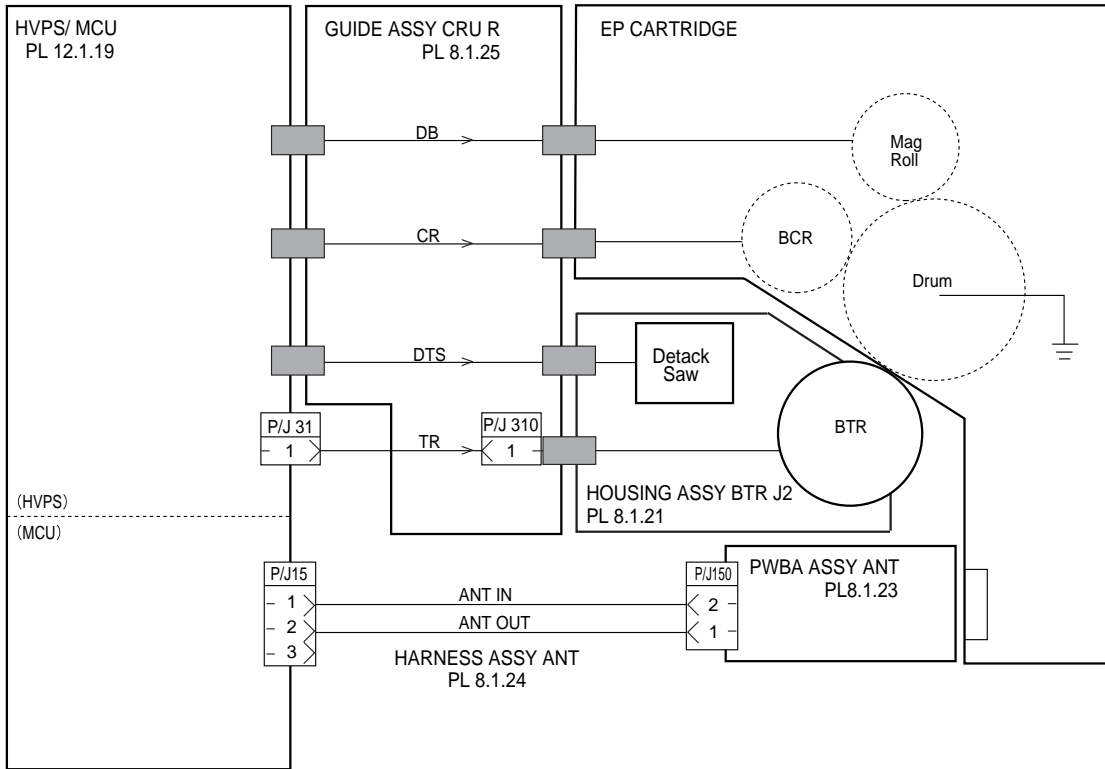 HVPS/ MCU
PL 12.1.19
GUIDE ASSY CRU R
PL 8.1.25
EP CARTRIDGE
DB
Mag
Roll
CR
BCR
Drum
DTS
Detack
Saw
P/J 31
1
TR
P/J 310
1
BTR
HOUSING ASSY BTR J2
PL 8.1.21
(HVPS)
(MCU)
P/J15
1
2
3
ANT IN
ANT OUT
HARNESS ASSY ANT
PL 8.1.24
P/J150
2
1
PWBA ASSY ANT
PL8.1.23